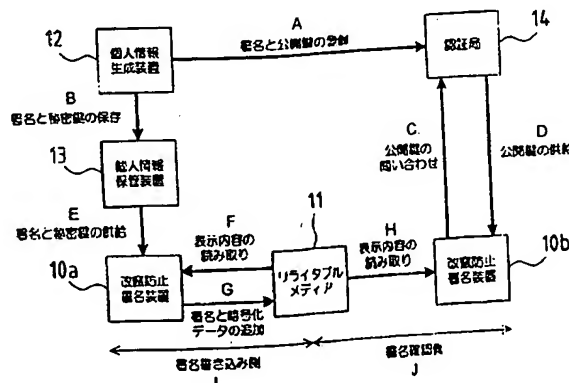 12
個人情報
生成装置
A
署名と公開鍵の登録
認証局
14
B
署名と秘密鍵の保存
13
個人情報
保管装置
C
公開鍵の
問い合わせ
D
公開鍵の供給
E
署名と秘密鍵の供給
F
表示内容の
読み取り
11
リライタブル
メディア
H
表示内容の
読み取り
10a
改竄防止
署名装置
G
署名と暗号化
データの追加
改竄防止
署名装置
10b
署名書き込み側
I
署名確認側
J